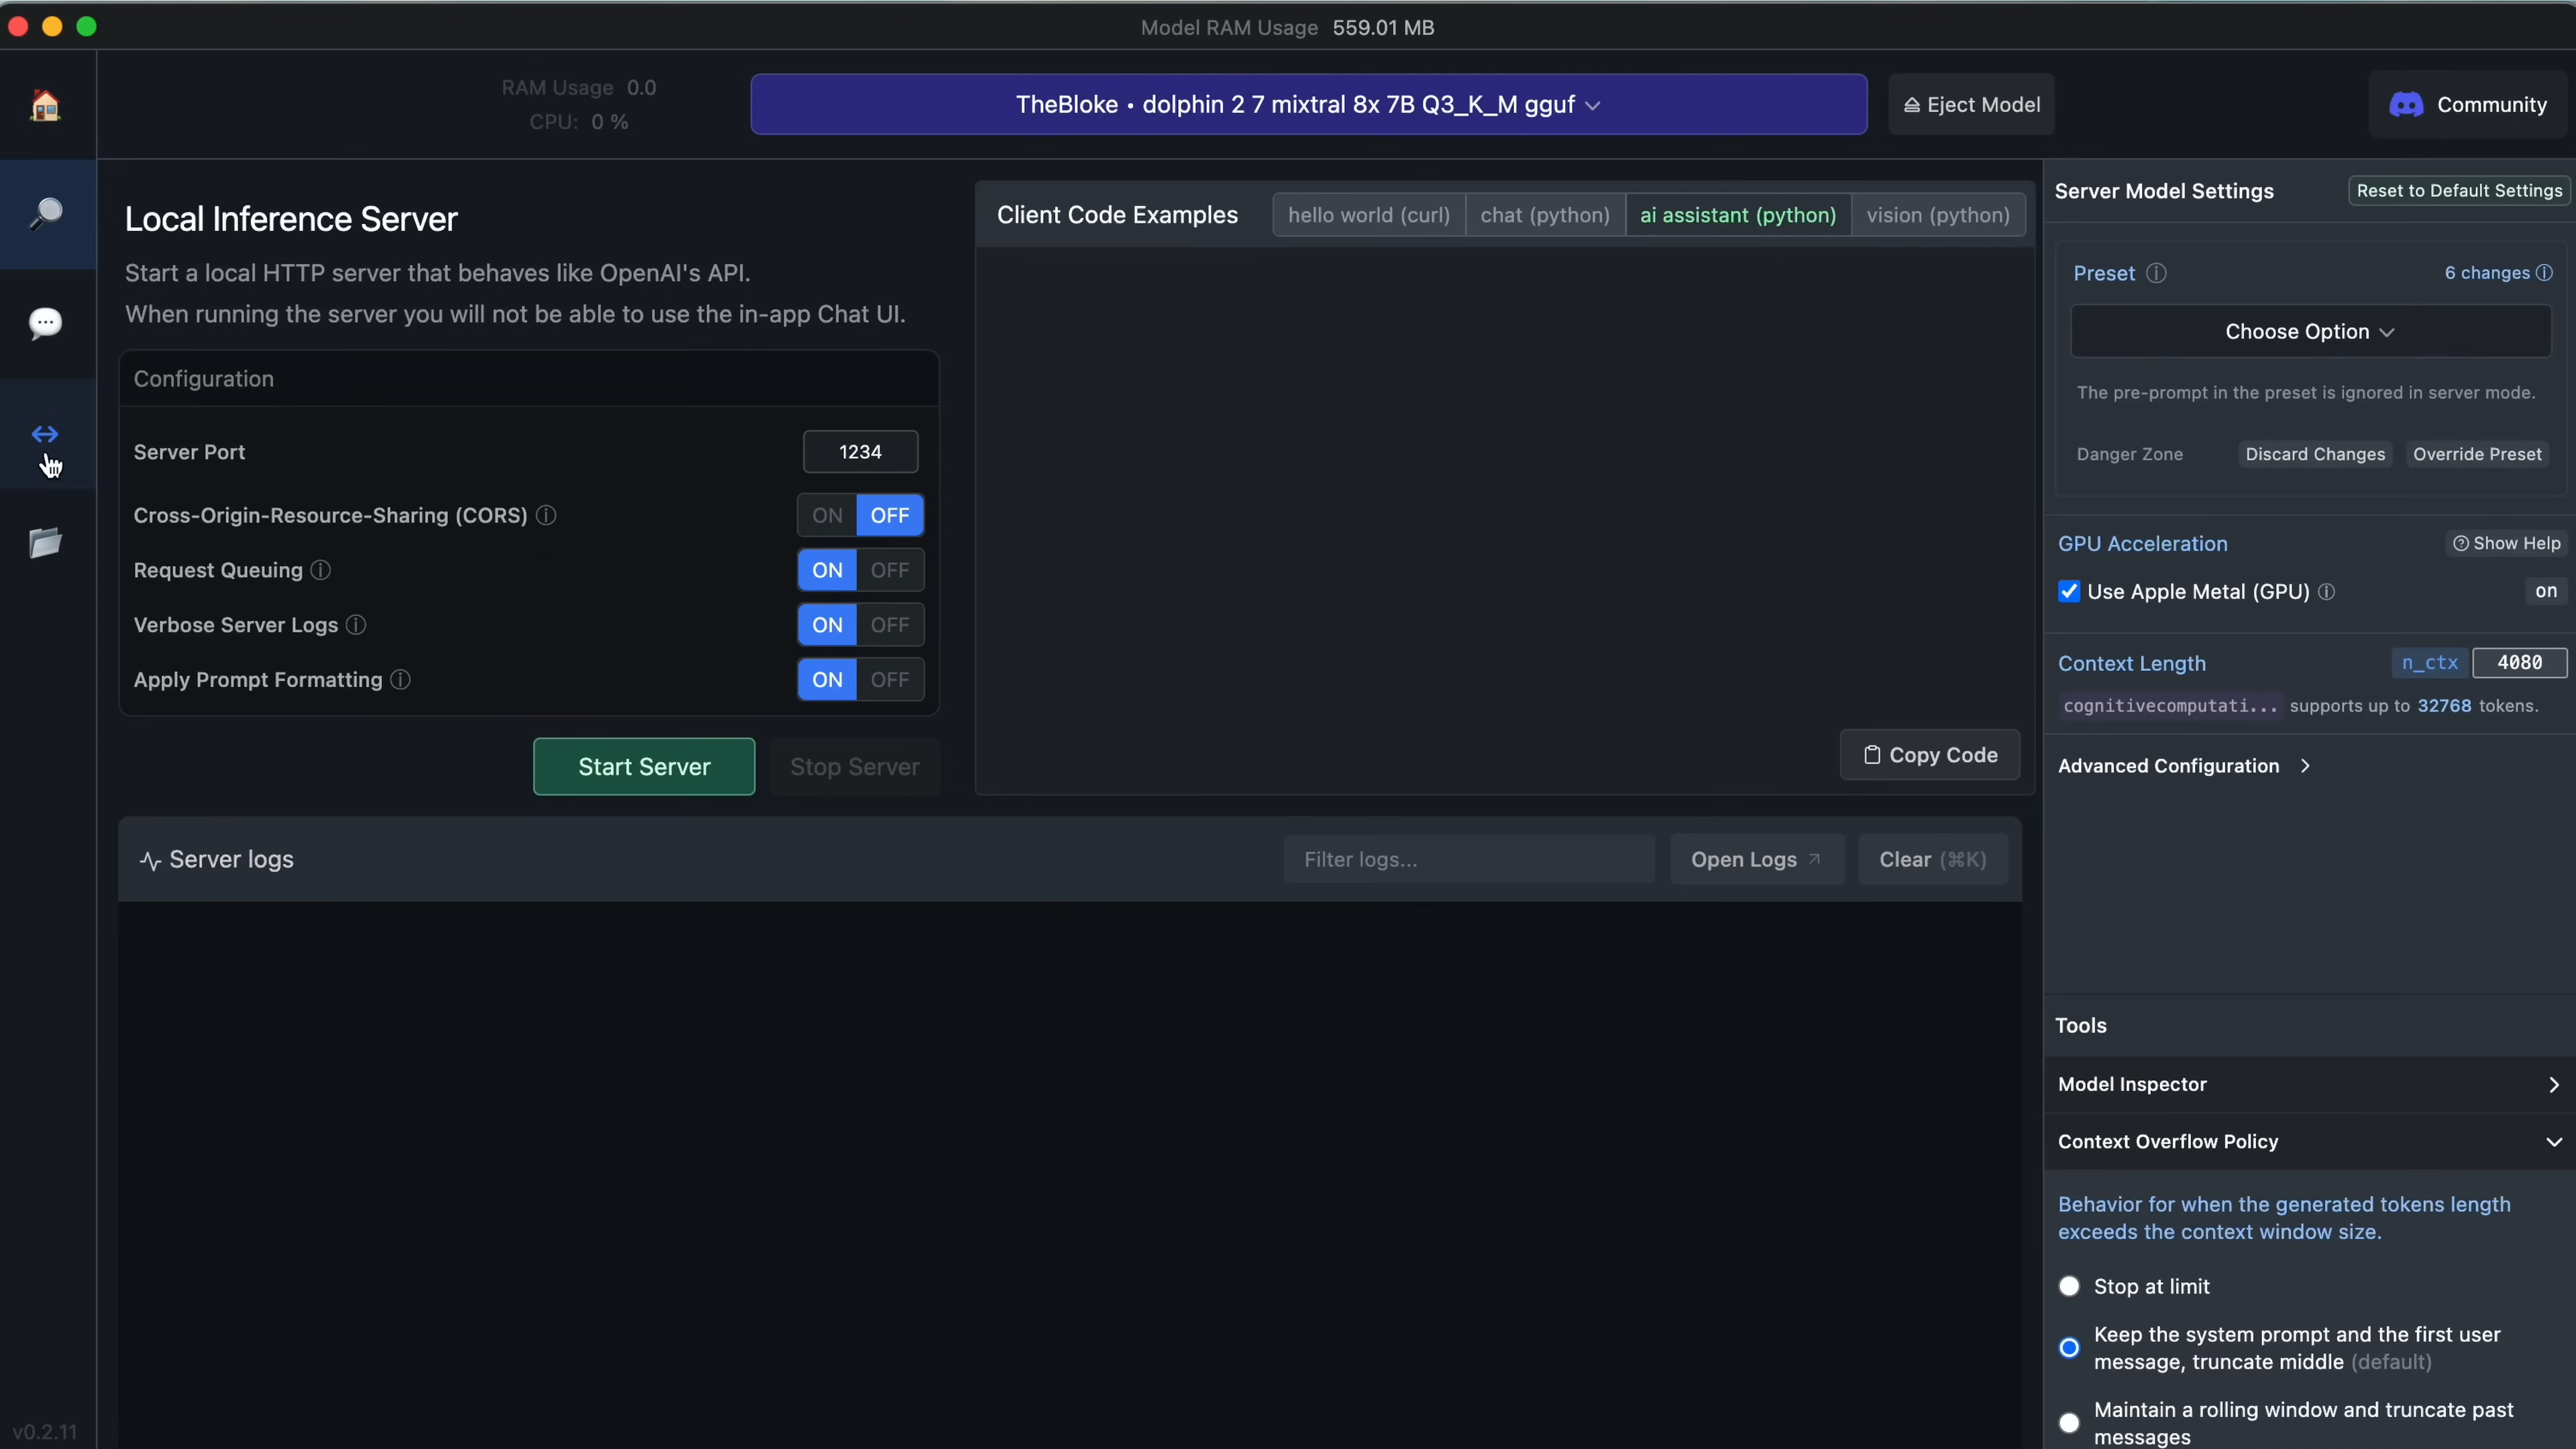 Model RAM Usage 559.01 MB
RAM Usage 0.0
CPU: 0 %
TheBloke • dolphin 2 7 mixtral 8x 7B Q3_K_M gguf
Eject Model
Community
Local Inference Server
Start a local HTTP server that behaves like OpenAI's API.
When running the server you will not be able to use the in-app Chat UI.
Configuration
Server Port 1234
Cross-Origin-Resource-Sharing (CORS) ON OFF
Request Queuing ON OFF
Verbose Server Logs ON OFF
Apply Prompt Formatting ON OFF
Start Server Stop Server
Client Code Examples hello world (curl) chat (python) ai assistant (python) vision (python)
Copy Code
Server logs Filter logs... Open Logs Clear (⌘K)
Server Model Settings Reset to Default Settings
Preset 6 changes
Choose Option
The pre-prompt in the preset is ignored in server mode.
Danger Zone Discard Changes Override Preset
GPU Acceleration Show Help
Use Apple Metal (GPU) on
Context Length n_ctx 4080
cognitivecomputati... supports up to 32768 tokens.
Advanced Configuration
Tools
Model Inspector
Context Overflow Policy
Behavior for when the generated tokens length
exceeds the context window size.
Stop at limit
Keep the system prompt and the first user
message, truncate middle (default)
Maintain a rolling window and truncate past
messages
v0.2.11